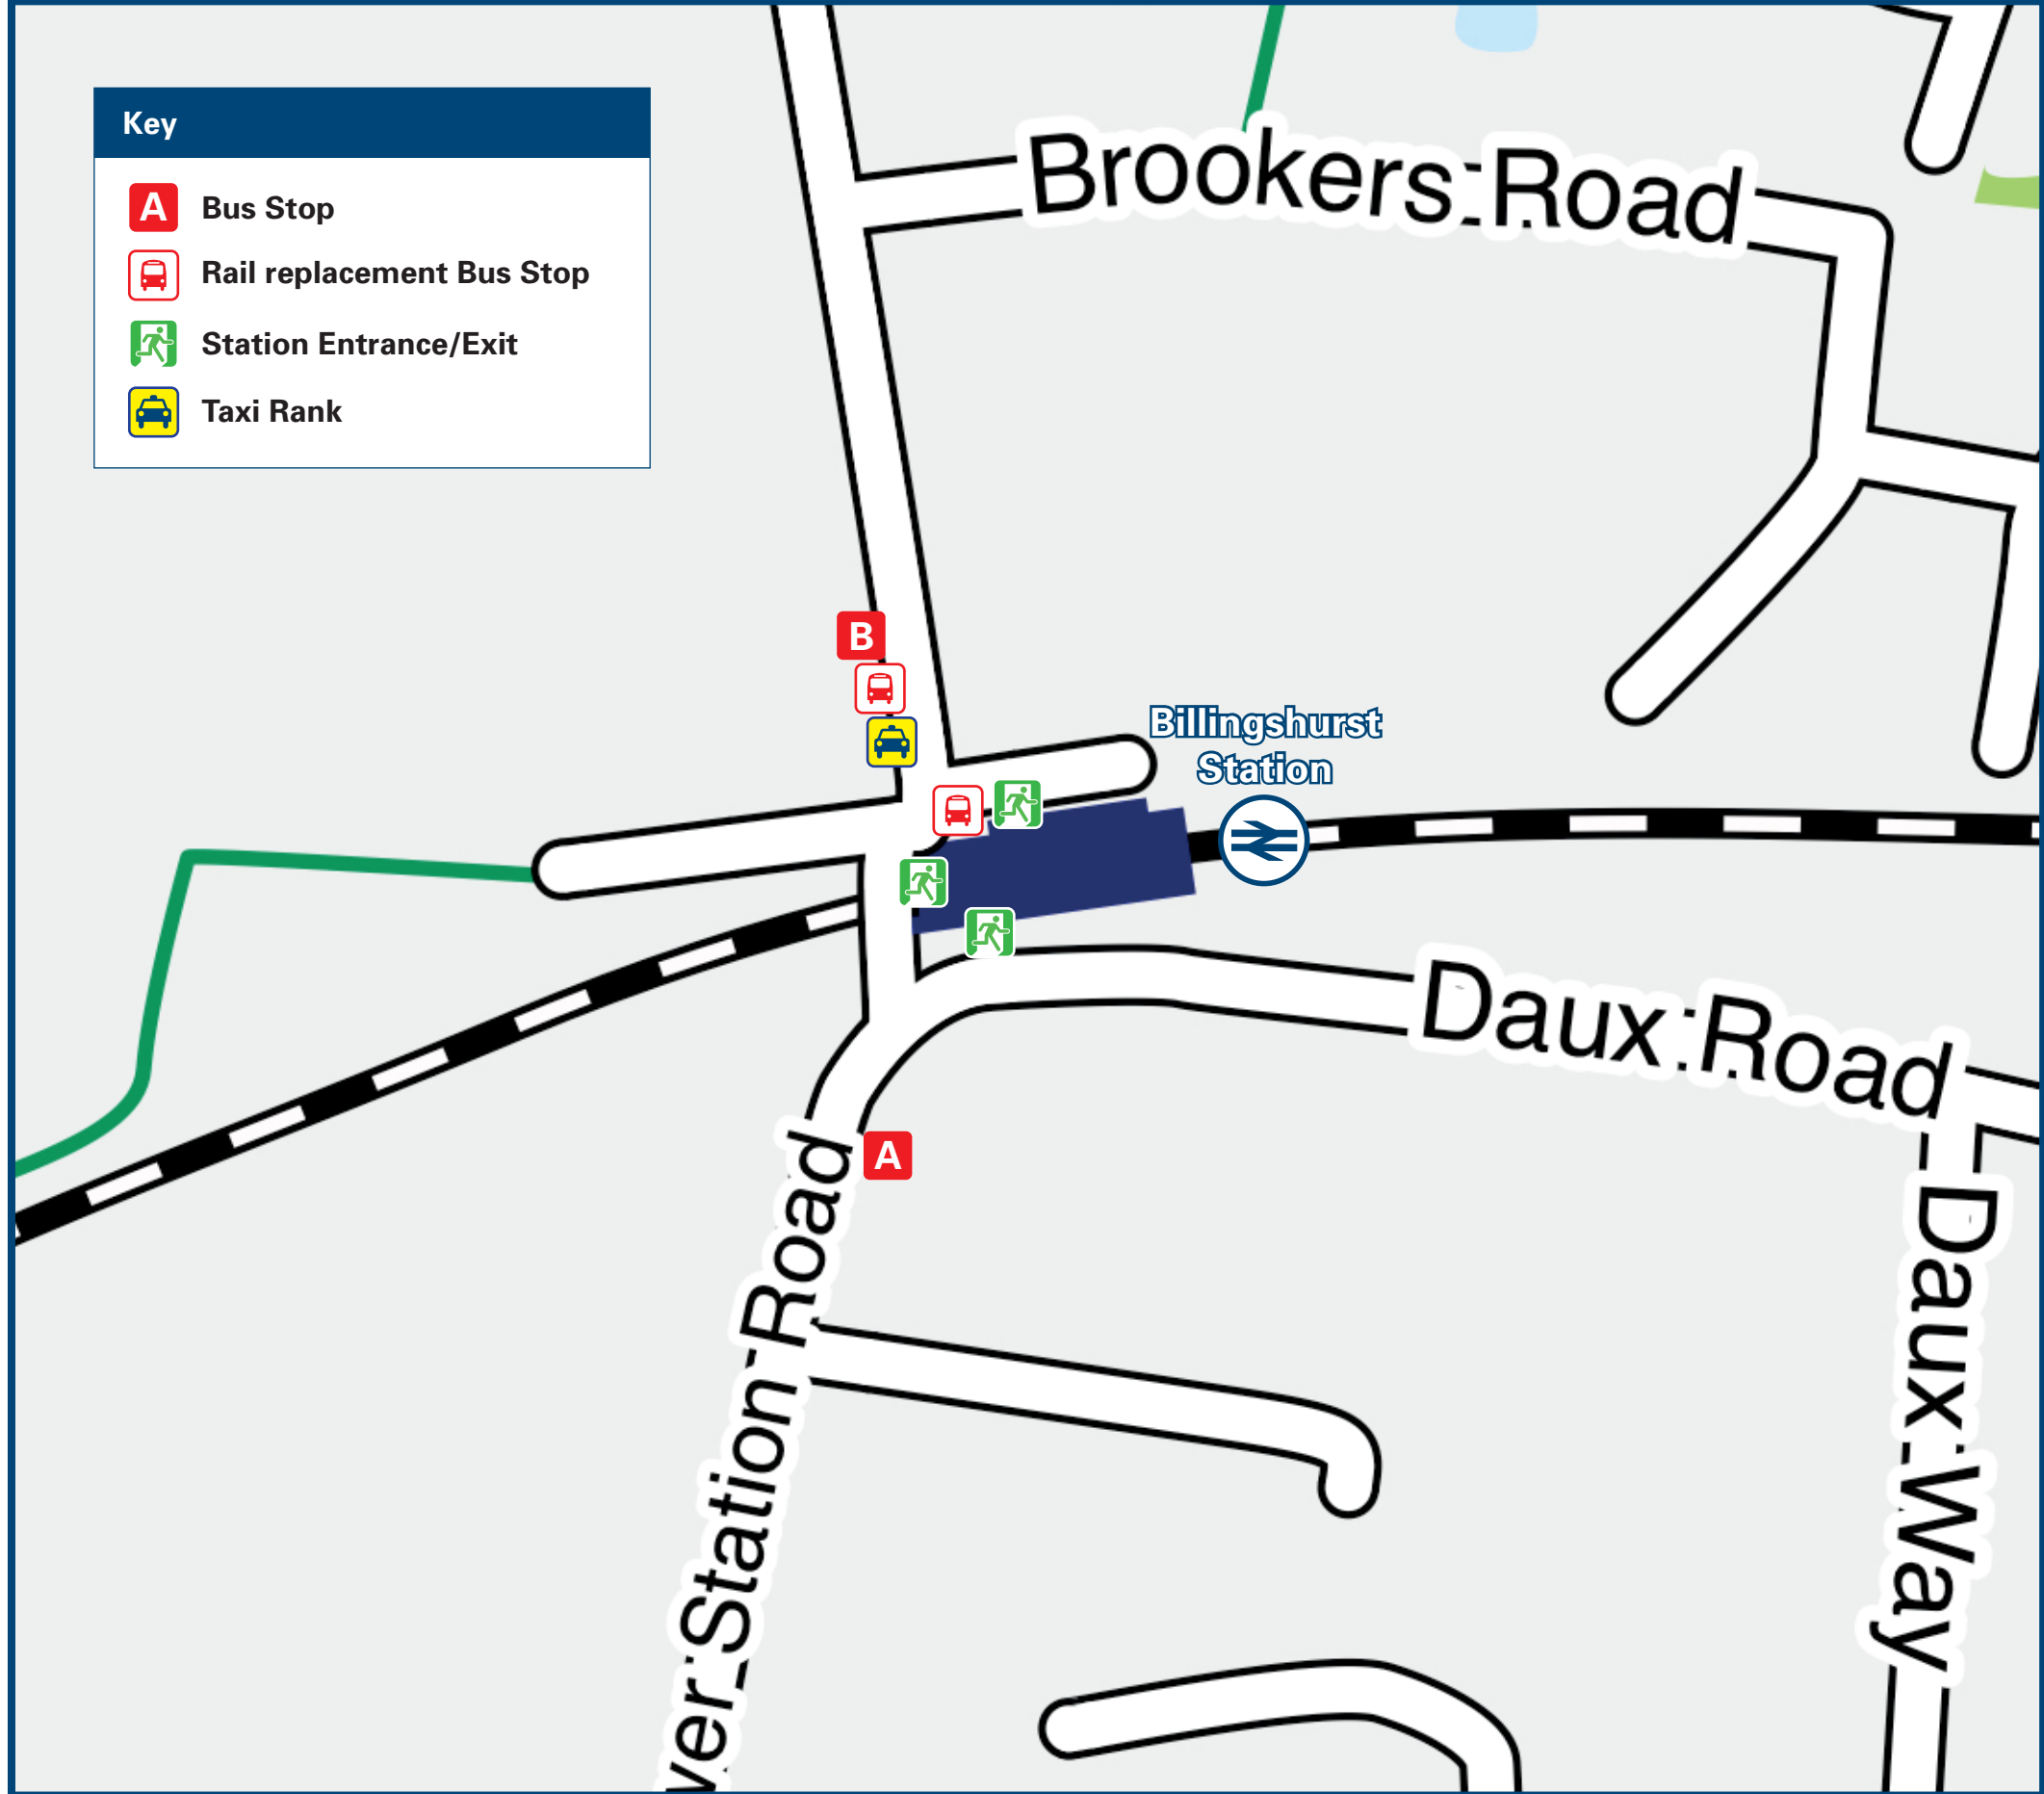 Key
A Bus Stop
Rail replacement Bus Stop
Station Entrance/Exit
Taxi Rank
Brookers Road
B
Billingshurst
Station
Daux Road
A
Station Road
Daux Way